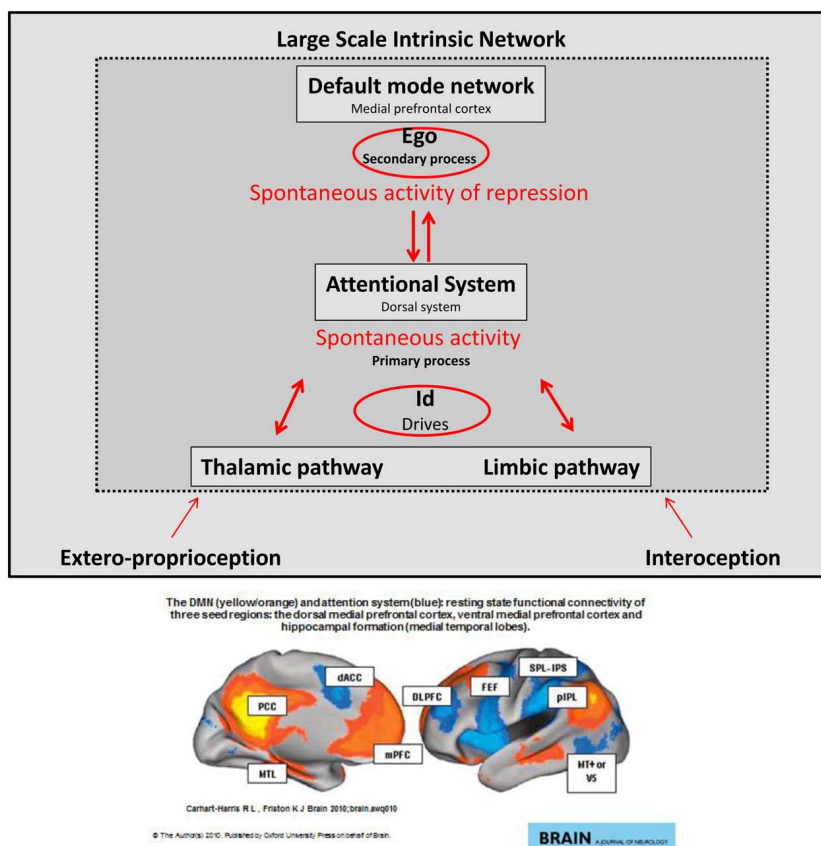 Large Scale Intrinsic Network
Default mode network
Medial prefrontal cortex
Ego
Secondary process
Spontaneous activity of repression
Attentional System
Dorsal system
Spontaneous activity
Primary process
Id
Drives
Thalamic pathway Limbic pathway
Extero-proprioception Interoception
The DMN (yellow/orange) and attention system (blue): resting state functional connectivity of
three seed regions: the dorsal medial prefrontal cortex, ventral medial prefrontal cortex and
hippocampal formation (medial temporal lobes).
dACC
PCC
mPFC
MTL
SPL-IPS
FEF
DLPFC
pIPL
MT+ or
V5
Carhart-Harris R L , Friston K J Brain 2010;brain.awq010
© The Author(s) 2010. Published by Oxford University Press on behalf of Brain.
BRAIN A JOURNAL OF NEUROLOGY